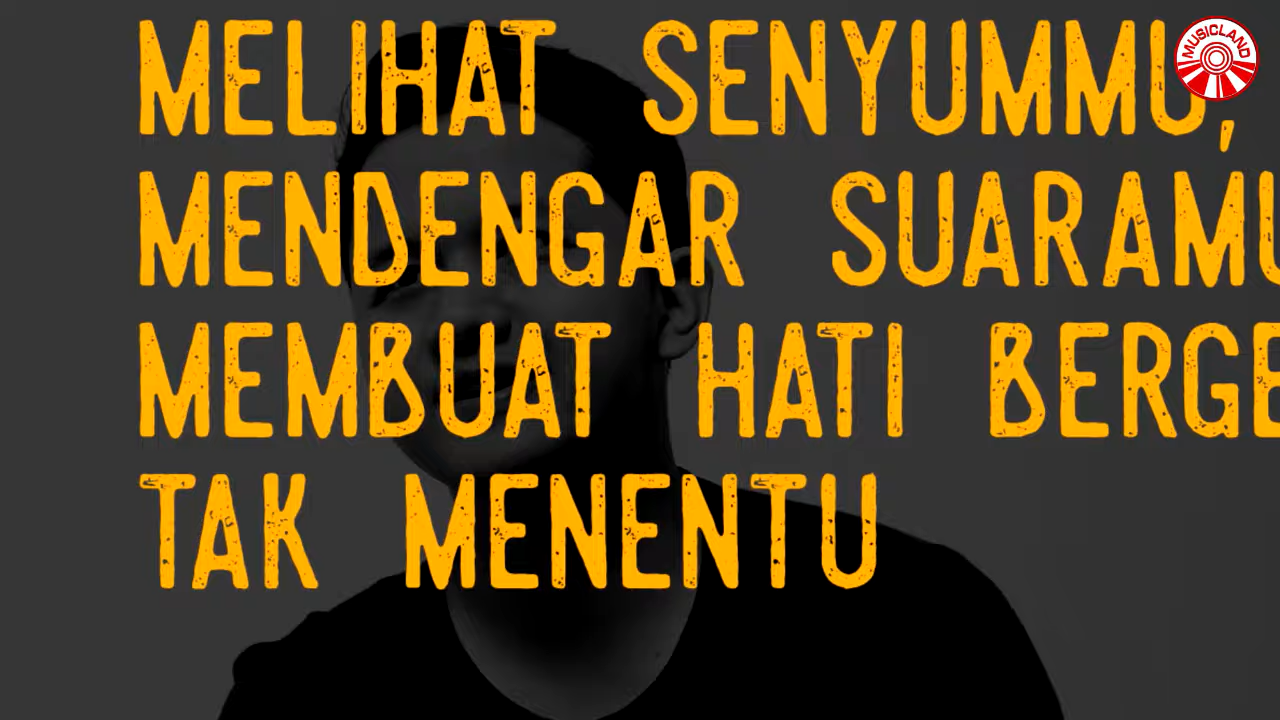 MELIHAT SENYUMMU,
MENDENGAR SUARAMU
MEMBUAT HATI
TAK MENENTU
MUSICLAND